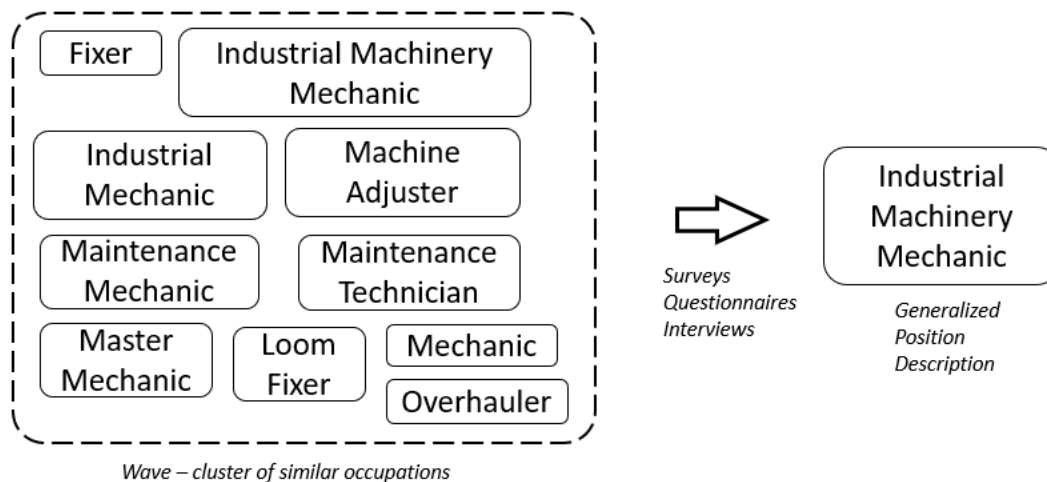 Fixer
Industrial Machinery
Mechanic
Industrial
Mechanic
Machine
Adjuster
Maintenance
Mechanic
Maintenance
Technician
Master
Mechanic
Loom
Fixer
Mechanic
Overhauler
Wave – cluster of similar occupations
Surveys
Questionnaires
Interviews
Industrial
Machinery
Mechanic
Generalized
Position
Description